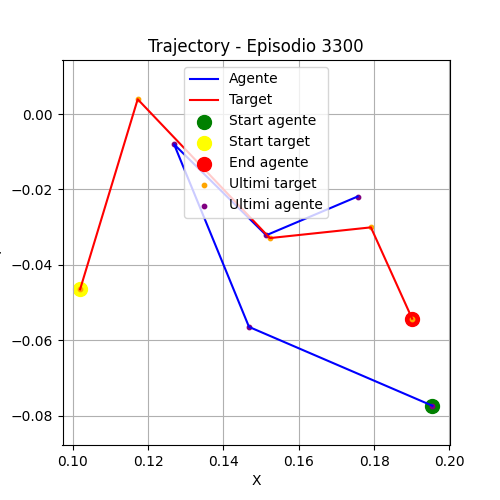 Trajectory - Episodio 3300
Agente
Target
Start agente
Start target
End agente
Ultimi target
Ultimi agente
0.00
−0.02
−0.04
−0.06
−0.08
0.10 0.12 0.14 0.16 0.18 0.20
X